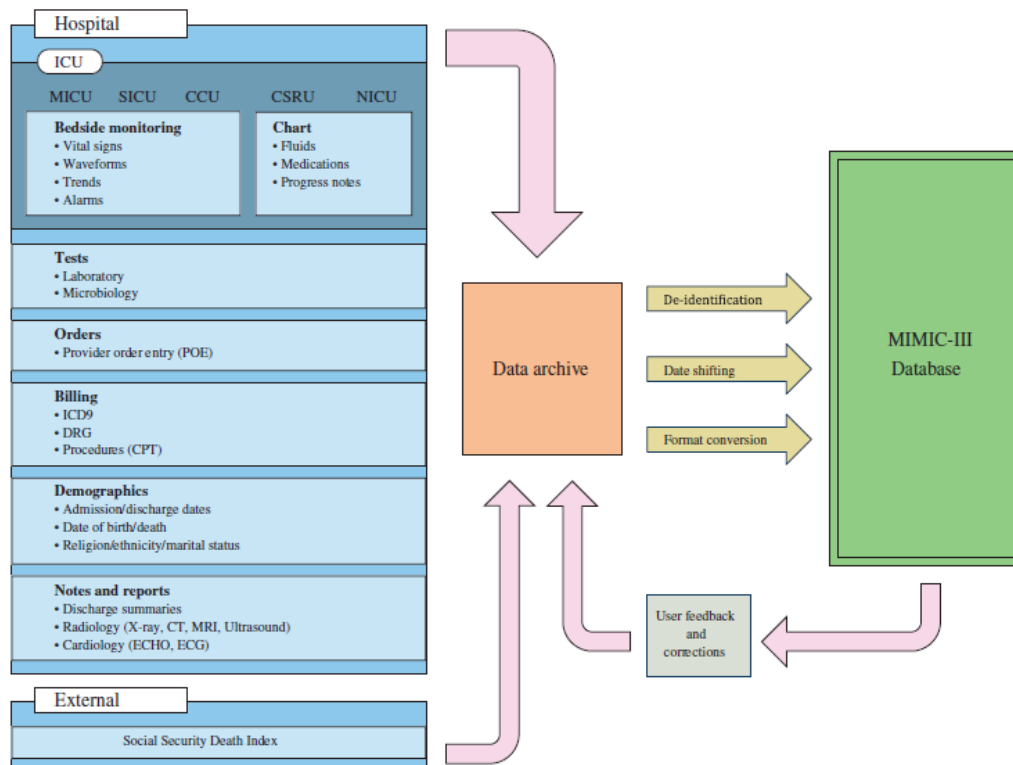 Hospital
ICU
MICU SICU CCU CSRU NICU
Bedside monitoring
• Vital signs
• Waveforms
• Trends
• Alarms
Chart
• Fluids
• Medications
• Progress notes
Tests
• Laboratory
• Microbiology
Orders
• Provider order entry (POE)
Billing
• ICD9
• DRG
• Procedures (CPT)
Demographics
• Admission/discharge dates
• Date of birth/death
• Religion/ethnicity/marital status
Notes and reports
• Discharge summaries
• Radiology (X-ray, CT, MRI, Ultrasound)
• Cardiology (ECHO, ECG)
External
Social Security Death Index
Data archive
De-identification
Date shifting
Format conversion
MIMIC-III
Database
User feedback
and
corrections